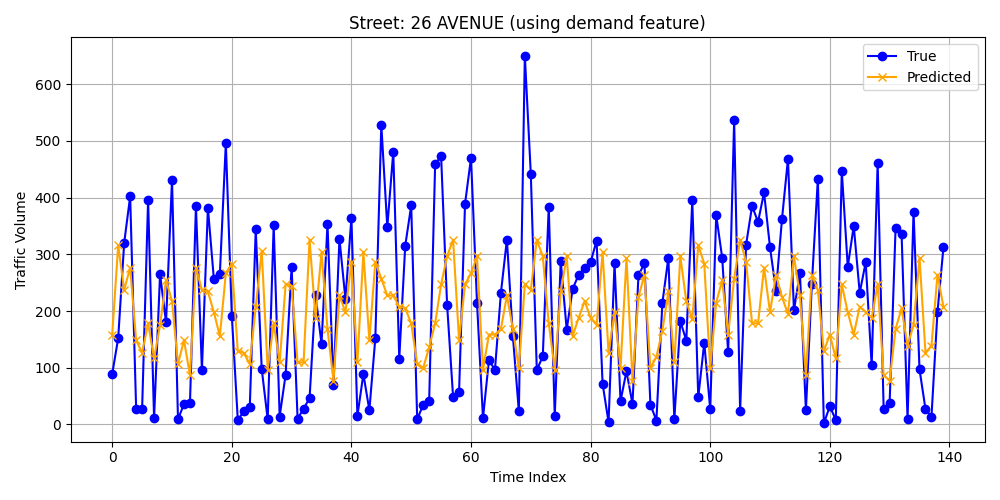 Street: 26 AVENUE (using demand feature)
True
Predicted
Traffic Volume
600
500
400
300
200
100
0
0 20 40 60 80 100 120 140
Time Index